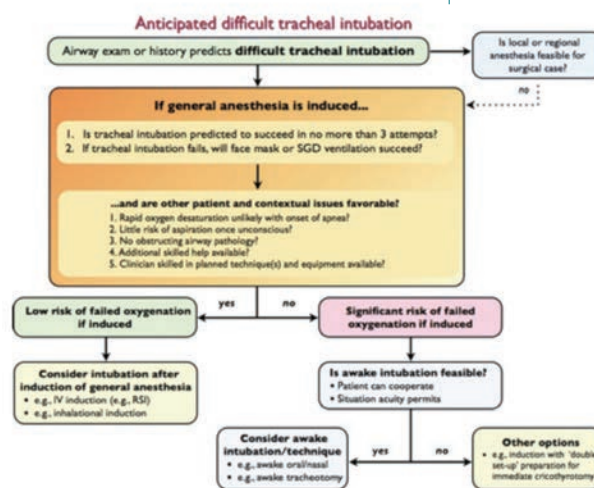 Anticipated difficult tracheal intubation
Airway exam or history predicts difficult tracheal intubation
Is local or regional
anesthesia feasible for
surgical case?
no
If general anesthesia is induced...
1. Is tracheal intubation predicted to succeed in no more than 3 attempts?
2. If tracheal intubation fails, will face mask or SGD ventilation succeed?
...and are other patient and contextual issues favorable?
1. Rapid oxygen desaturation unlikely with onset of apnea?
2. Little risk of aspiration once unconscious?
3. No obstructing airway pathology?
4. Additional skilled help available?
5. Clinician skilled in planned technique(s) and equipment available?
Low risk of failed oxygenation
if induced
yes
no
Significant risk of failed
oxygenation if induced
Consider intubation after
induction of general anesthesia
• e.g., IV induction (e.g., RSI)
• e.g., inhalational induction
Is awake intubation feasible?
• Patient can cooperate
• Situation acuity permits
Consider awake
intubation/technique
• e.g., awake oral/nasal
• e.g., awake tracheotomy
yes
no
Other options
• e.g., induction with 'double
set-up' preparation for
immediate cricothyrotomy